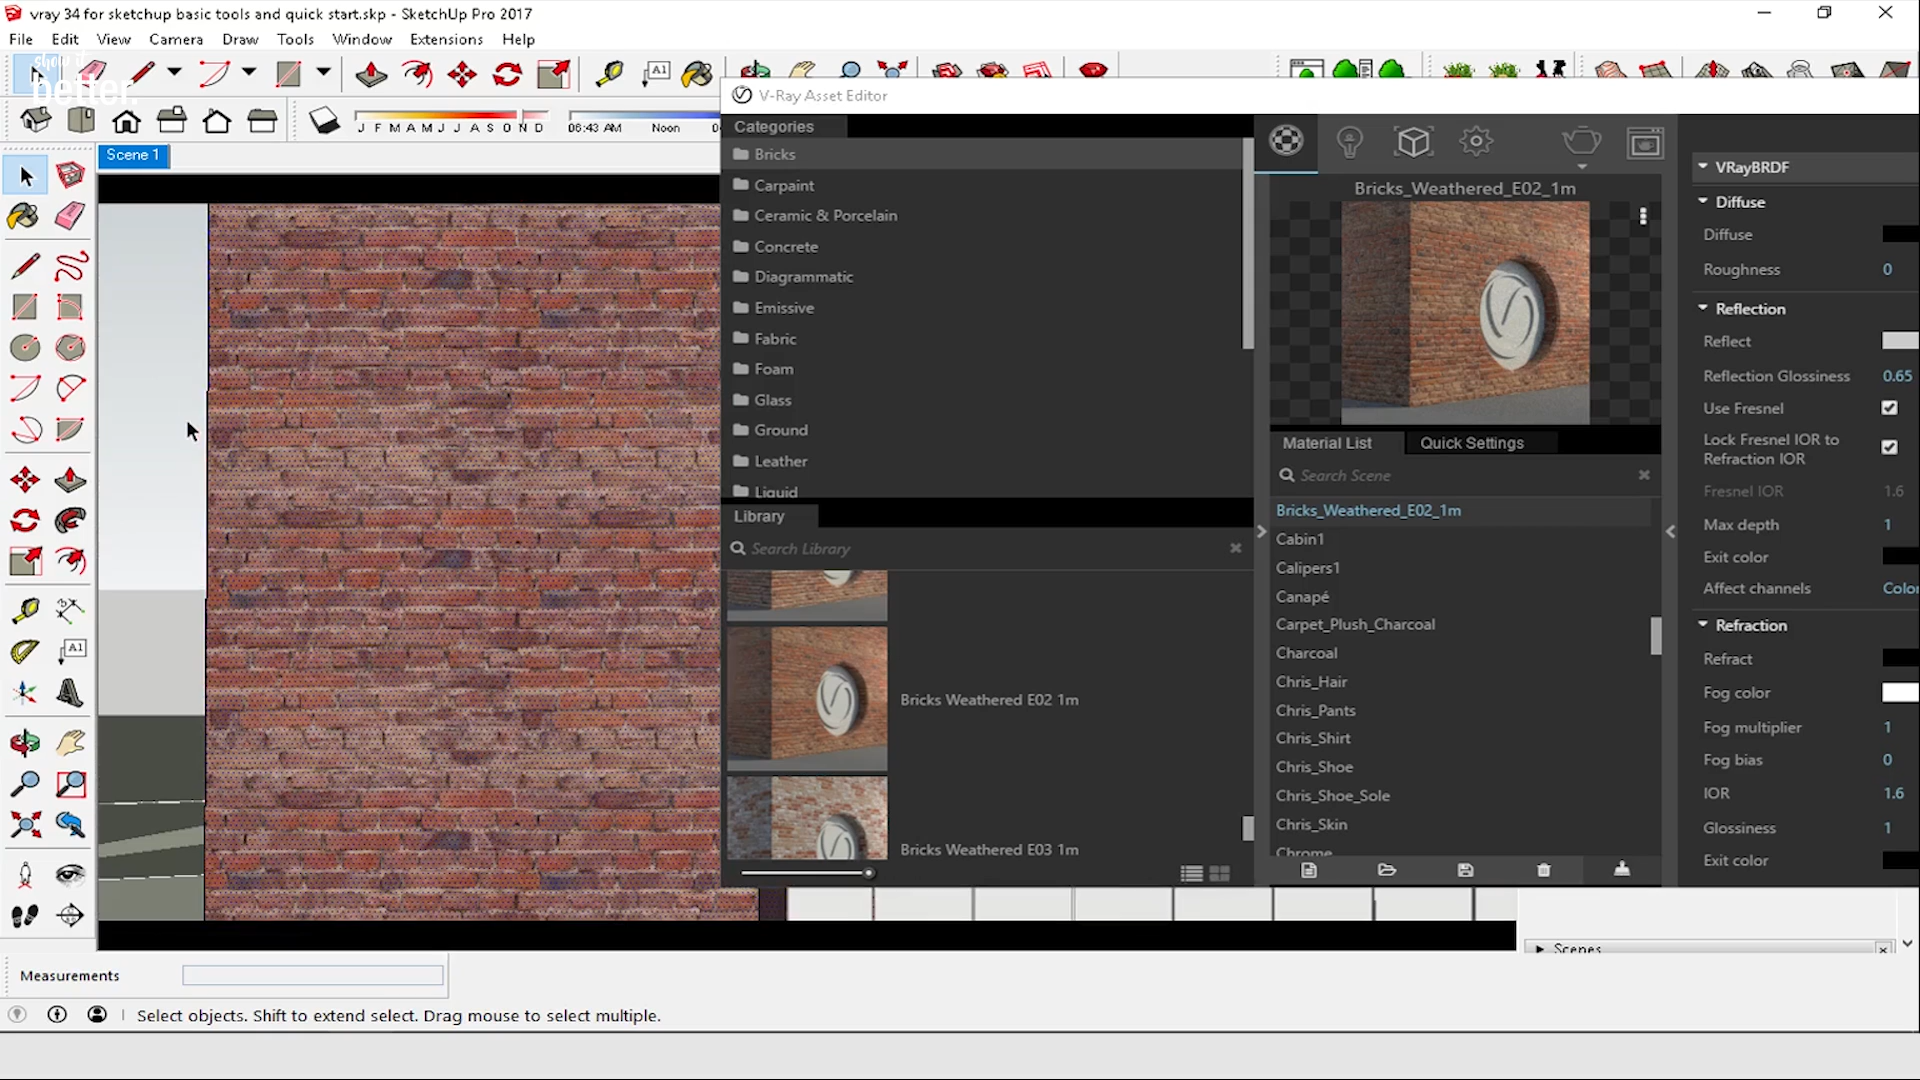 vray 34 for sketchup basic tools and quick start.skp - SketchUp Pro 2017
File Edit View Camera Draw Tools Window Extensions Help
show it
better.
A1
J F M A M J J A S O N D
06:43 AM Noon
Scene 1
V-Ray Asset Editor
Categories
Bricks
Carpaint
Ceramic & Porcelain
Concrete
Diagrammatic
Emissive
Fabric
Foam
Glass
Ground
Leather
Liquid
Library
Search Library
Bricks Weathered E02 1m
Bricks Weathered E03 1m
Bricks_Weathered_E02_1m
Material List Quick Settings
Search Scene
Bricks_Weathered_E02_1m
Cabin1
Calipers1
Canapé
Carpet_Plush_Charcoal
Charcoal
Chris_Hair
Chris_Pants
Chris_Shirt
Chris_Shoe
Chris_Shoe_Sole
Chris_Skin
Chrome
VRayBRDF
Diffuse
Diffuse
Roughness 0
Reflection
Reflect
Reflection Glossiness 0.65
Use Fresnel
Lock Fresnel IOR to
Refraction IOR
Fresnel IOR 1.6
Max depth 1
Exit color
Affect channels Color
Refraction
Refract
Fog color
Fog multiplier 1
Fog bias 0
IOR 1.6
Glossiness 1
Exit color
A1
Scenes
Measurements
Select objects. Shift to extend select. Drag mouse to select multiple.